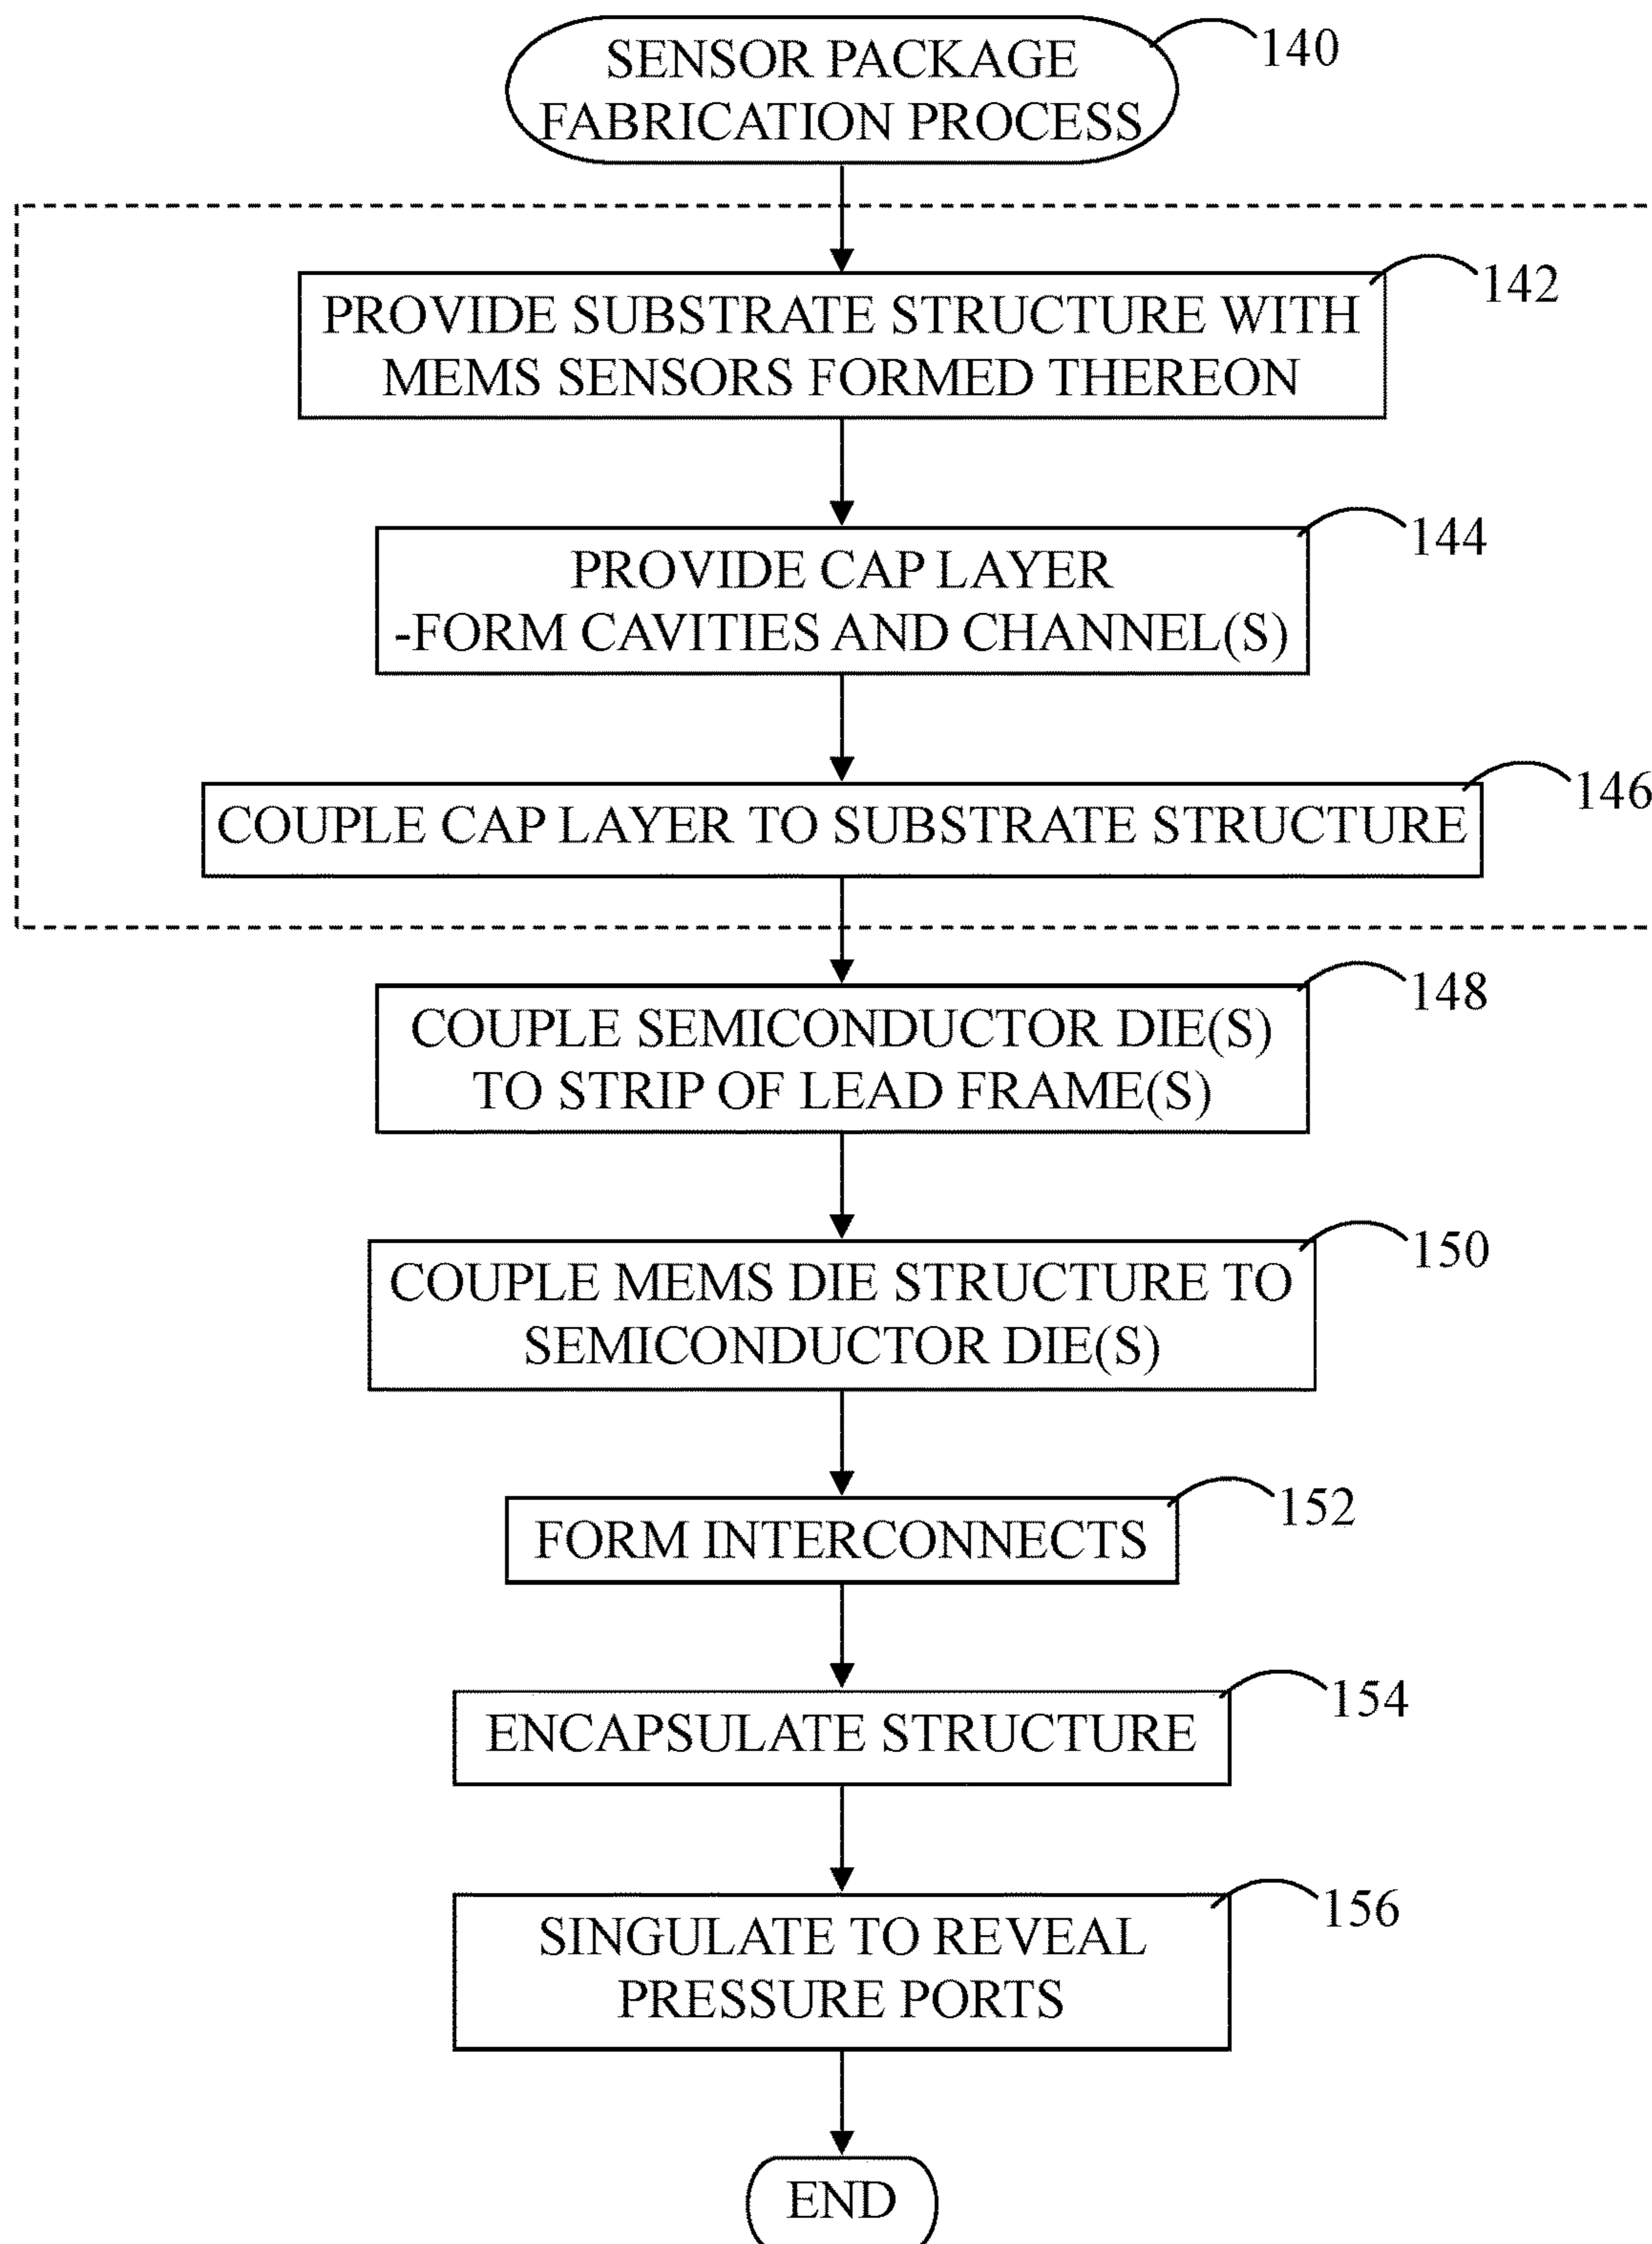 SENSOR PACKAGE
FABRICATION PROCESS
140
PROVIDE SUBSTRATE STRUCTURE WITH
MEMS SENSORS FORMED THEREON
142
PROVIDE CAP LAYER
-FORM CAVITIES AND CHANNEL(S)
144
COUPLE CAP LAYER TO SUBSTRATE STRUCTURE
146
COUPLE SEMICONDUCTOR DIE(S)
TO STRIP OF LEAD FRAME(S)
148
COUPLE MEMS DIE STRUCTURE TO
SEMICONDUCTOR DIE(S)
150
FORM INTERCONNECTS
152
ENCAPSULATE STRUCTURE
154
SINGULATE TO REVEAL
PRESSURE PORTS
156
END